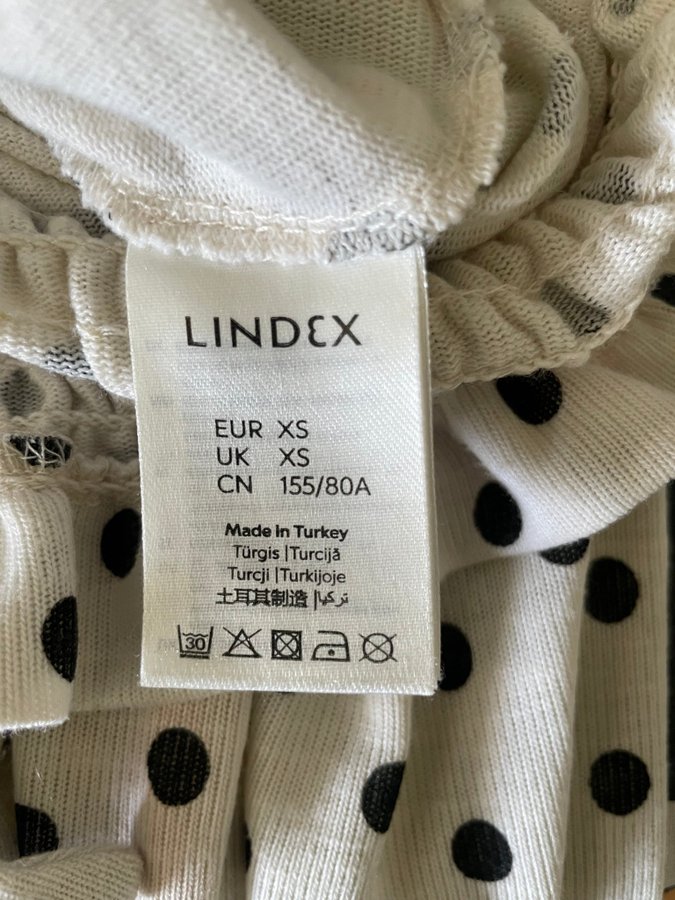 LINDEX
EUR XS
UK XS
CN 155/80A
Made in Turkey
Türgis |Turcijā
Turcji |Turkijoje
土耳其制造 |تركيا
30